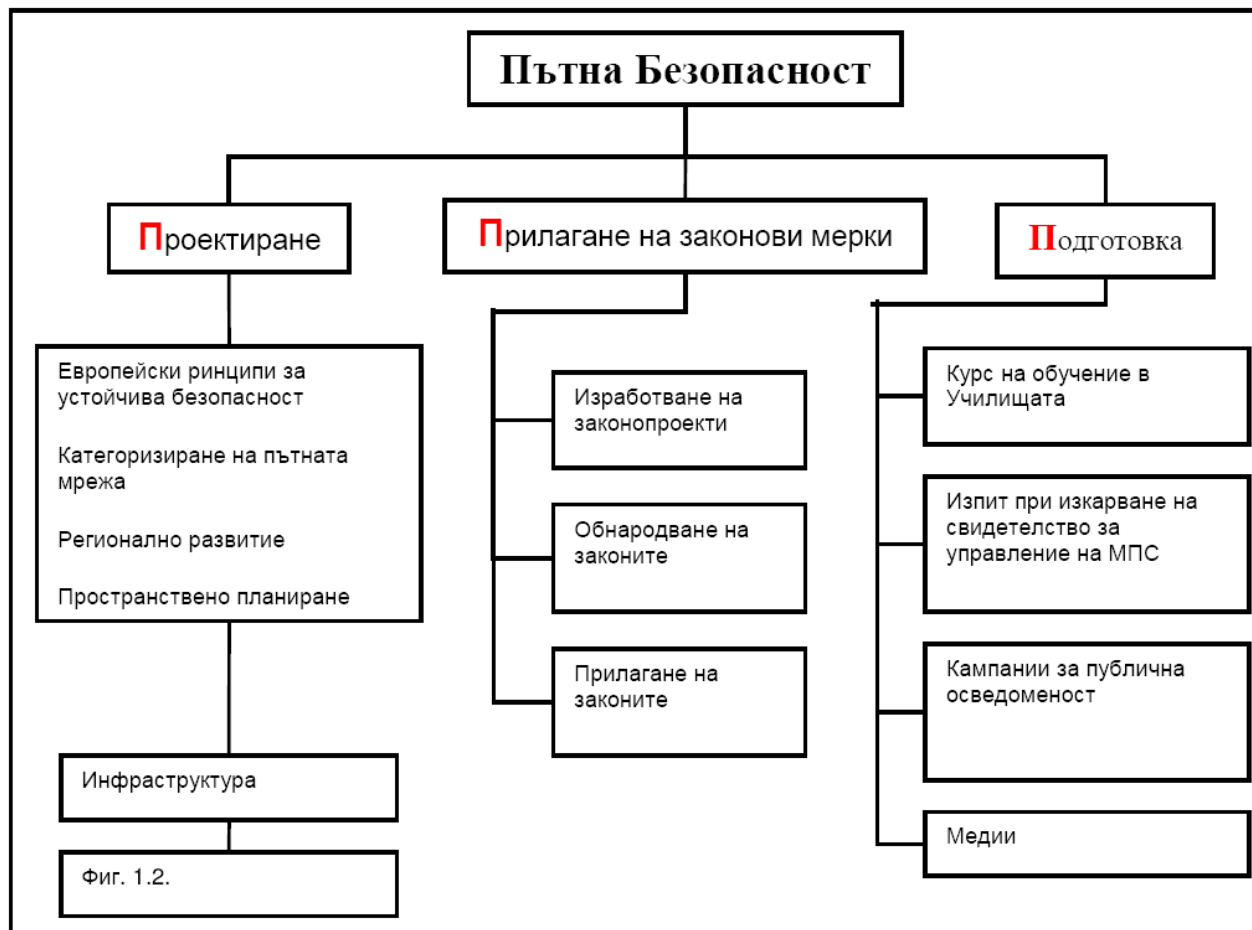 Пътна Безопасност
Проектиране
Прилагане на законови мерки
Подготовка
Европейски ринципи за
устойчива безопасност
Категоризиране на пътната
мрежа
Регионално развитие
Пространствено планиране
Инфраструктура
Фиг. 1.2.
Изработване на
законопроекти
Обнародване на
законите
Прилагане на
законите
Курс на обучение в
Училищата
Изпит при изкарване на
свидетелство за
управление на МПС
Кампании за публична
осведоменост
Медии